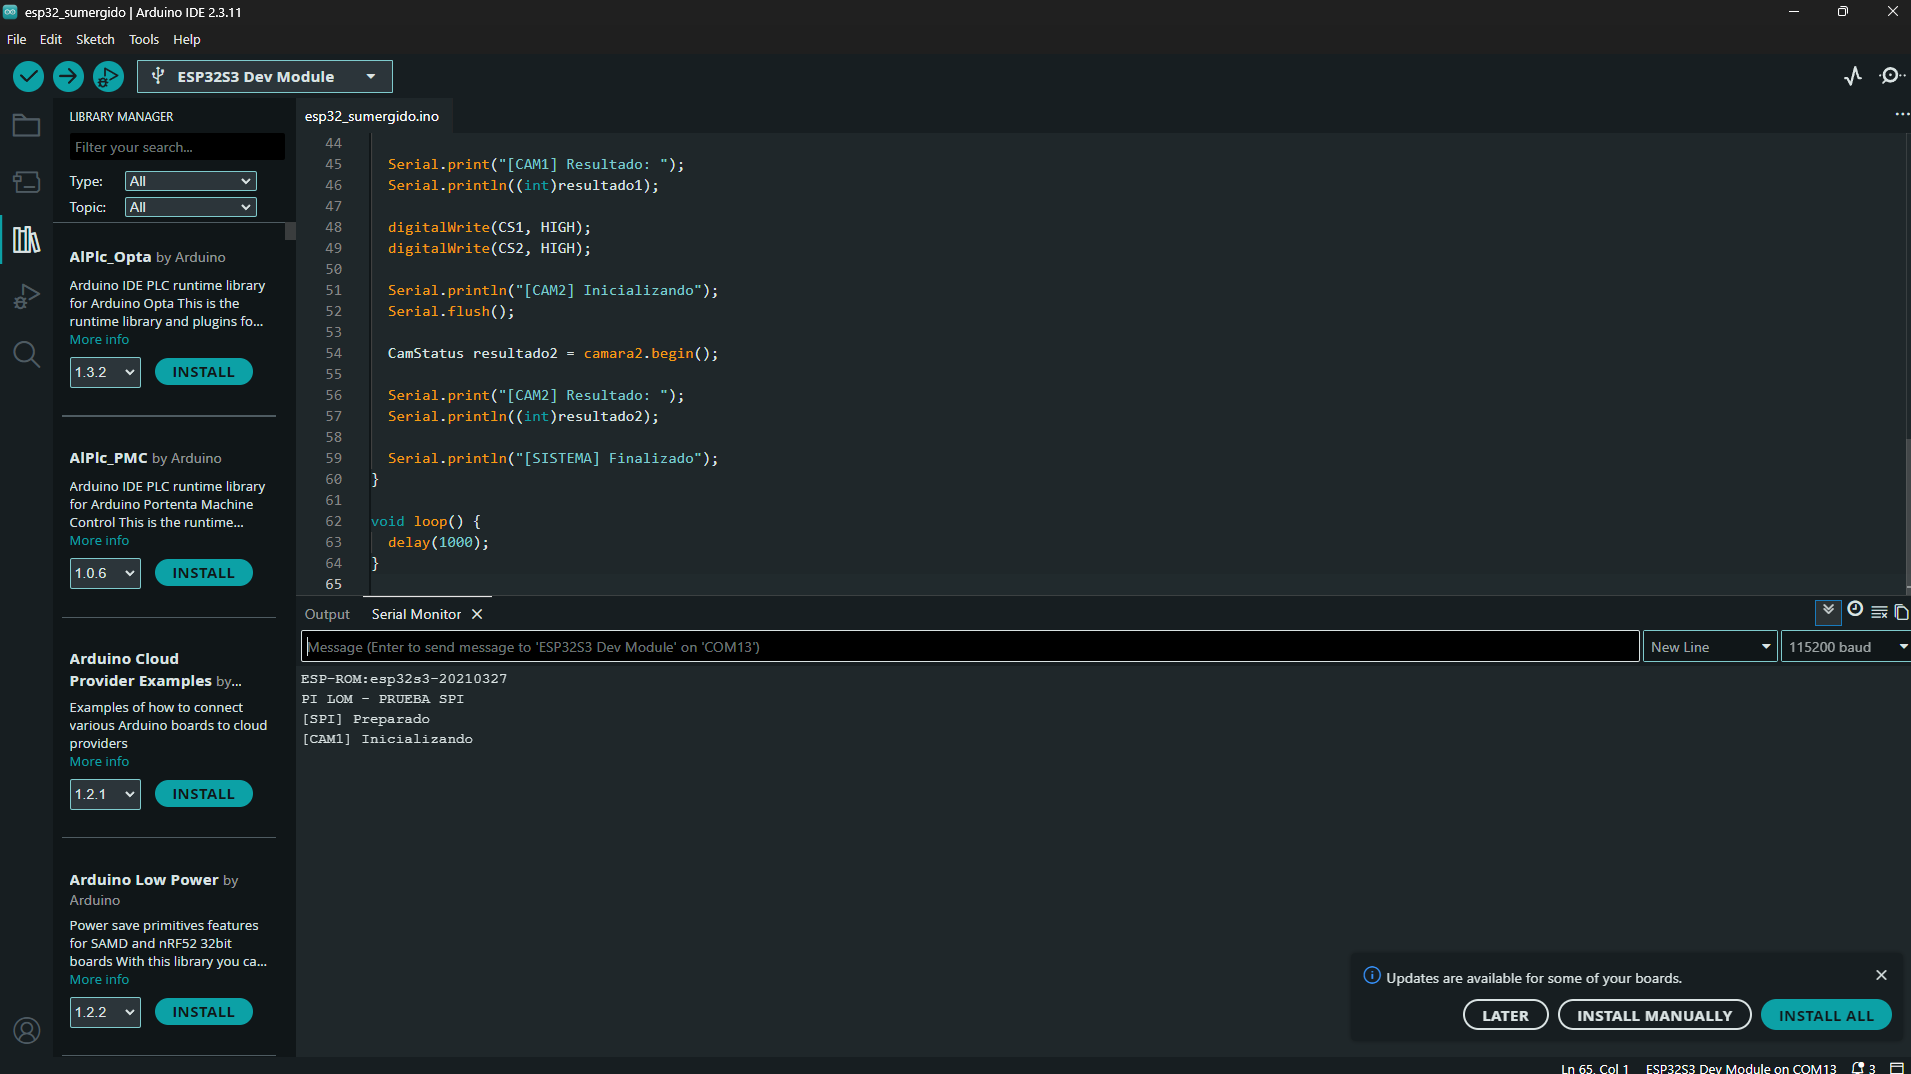 esp32_sumergido | Arduino IDE 2.3.11
File Edit Sketch Tools Help
ESP32S3 Dev Module
LIBRARY MANAGER
Filter your search...
Type: All
Topic: All
AlPlc_Opta by Arduino
Arduino IDE PLC runtime library
for Arduino Opta This is the
runtime library and plugins fo...
More info
1.3.2 INSTALL
AlPlc_PMC by Arduino
Arduino IDE PLC runtime library
for Arduino Portenta Machine
Control This is the runtime...
More info
1.0.6 INSTALL
Arduino Cloud
Provider Examples by...
Examples of how to connect
various Arduino boards to cloud
providers
More info
1.2.1 INSTALL
Arduino Low Power by
Arduino
Power save primitives features
for SAMD and nRF52 32bit
boards With this library you ca...
More info
1.2.2 INSTALL
esp32_sumergido.ino
44
45 Serial.print("[CAM1] Resultado: ");
46 Serial.println((int)resultado1);
47
48 digitalWrite(CS1, HIGH);
49 digitalWrite(CS2, HIGH);
50
51 Serial.println("[CAM2] Inicializando");
52 Serial.flush();
53
54 CamStatus resultado2 = camara2.begin();
55
56 Serial.print("[CAM2] Resultado: ");
57 Serial.println((int)resultado2);
58
59 Serial.println("[SISTEMA] Finalizado");
60 }
61
62 void loop() {
63 delay(1000);
64 }
65
Output Serial Monitor
Message (Enter to send message to 'ESP32S3 Dev Module' on 'COM13')
New Line
115200 baud
ESP-ROM:esp32s3-20210327
PI LOM - PRUEBA SPI
[SPI] Preparado
[CAM1] Inicializando
Updates are available for some of your boards.
LATER INSTALL MANUALLY INSTALL ALL
Ln 65, Col 1 ESP32S3 Dev Module on COM13 3